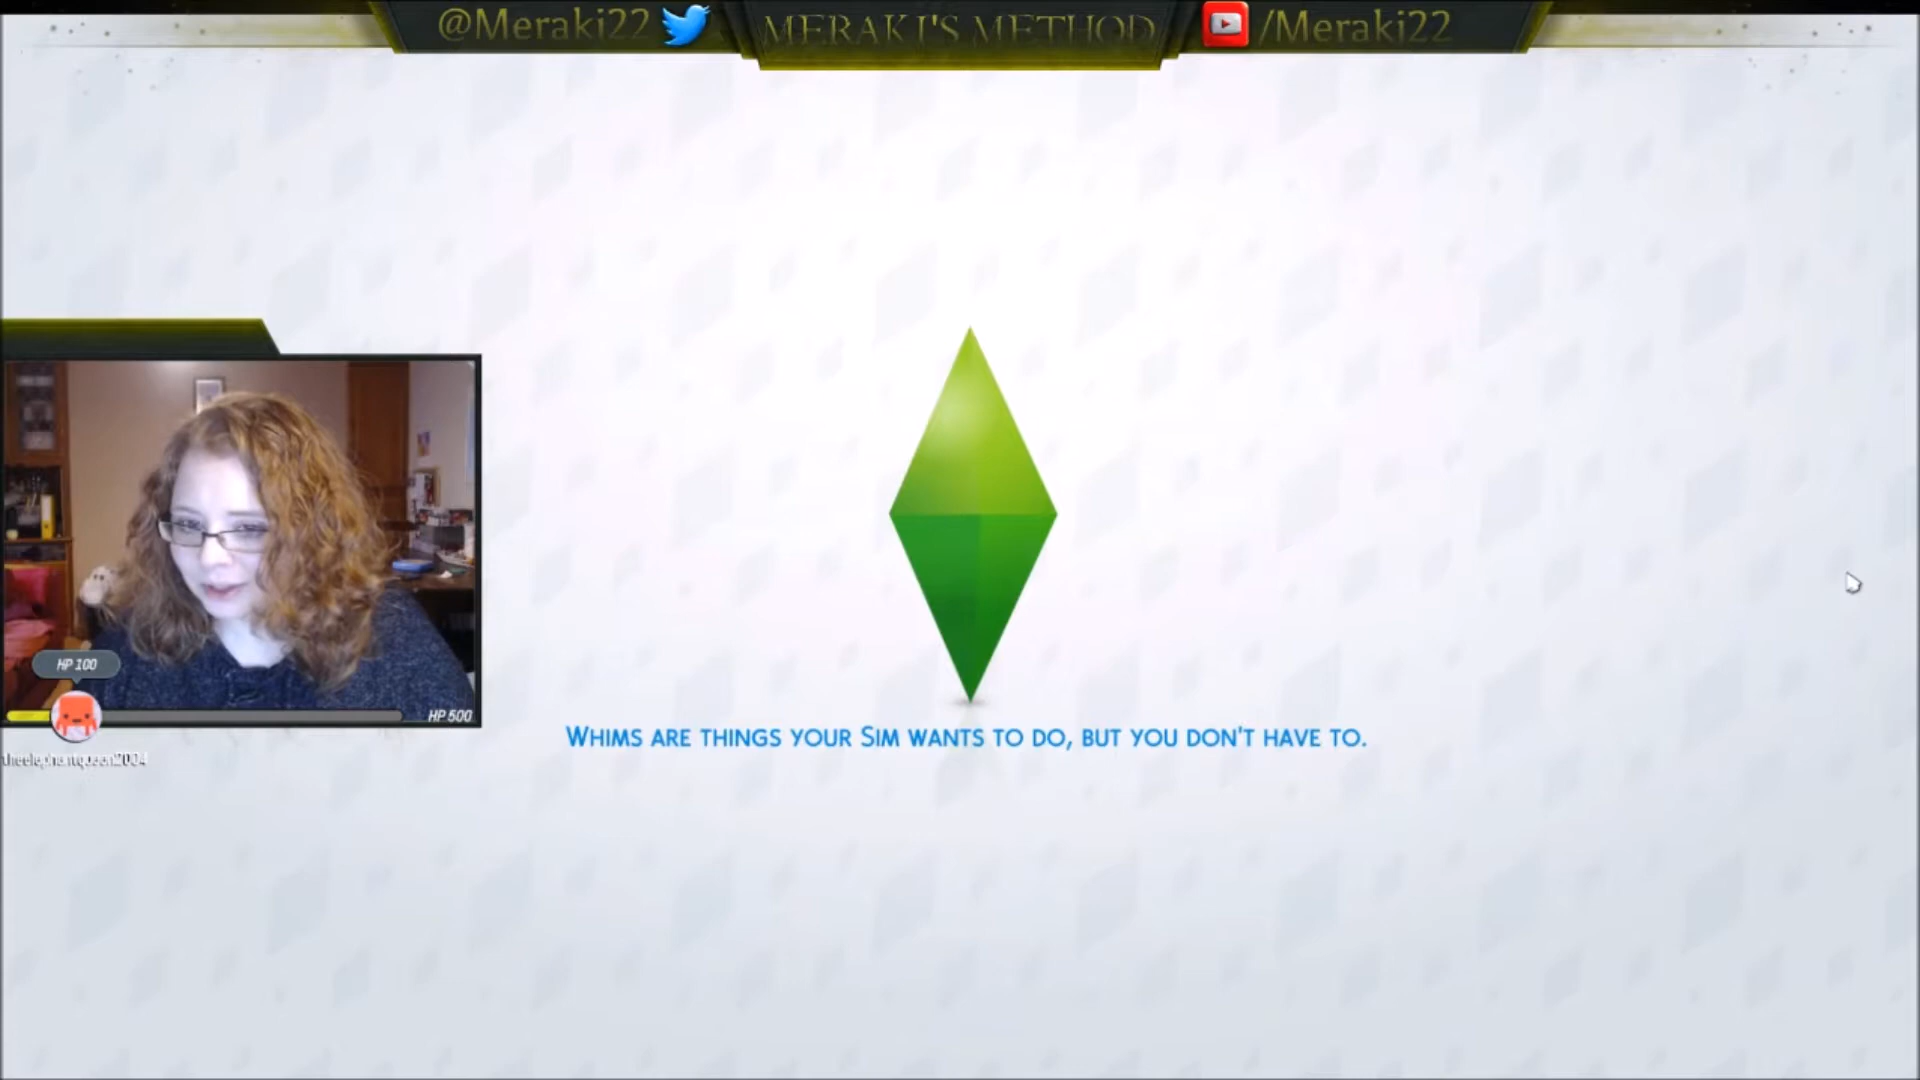 @Meraki22
MERAKI'S METHOD
/Meraki22
HP 100
HP 500
theelephantqueen2004
WHIMS ARE THINGS YOUR SIM WANTS TO DO, BUT YOU DON'T HAVE TO.